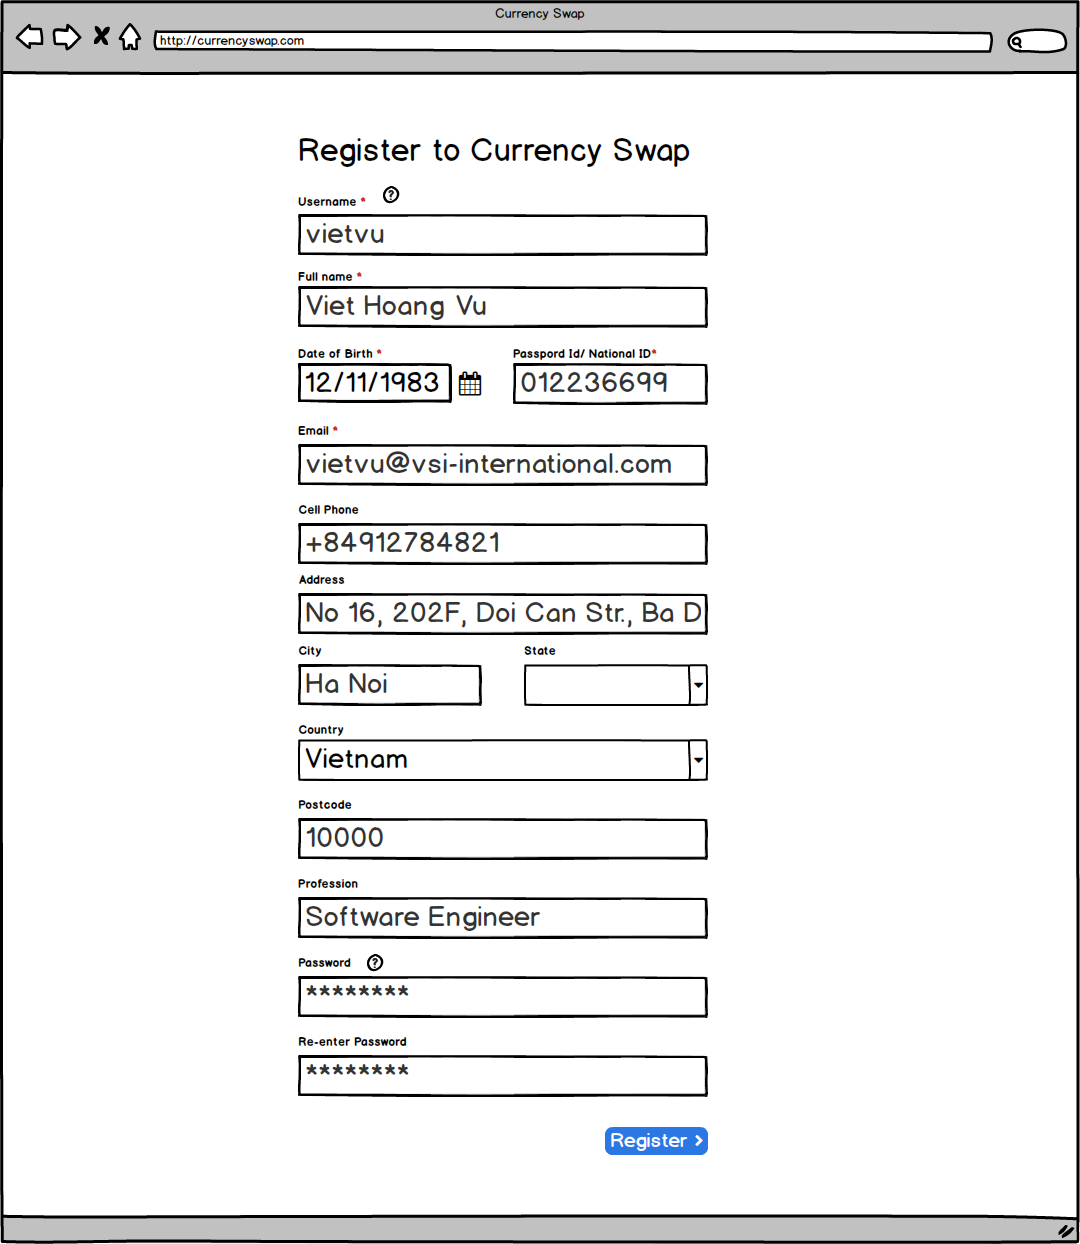 Currency Swap
http://currencyswap.com
Register to Currency Swap
Username *
vietvu
Full name *
Viet Hoang Vu
Date of Birth * Passpord Id/ National ID*
12/11/1983 012236699
Email *
vietvu@vsi-international.com
Cell Phone
+84912784821
Address
No 16, 202F, Doi Can Str., Ba D
City State
Ha Noi
Country
Vietnam
Postcode
10000
Profession
Software Engineer
Password
********
Re-enter Password
********
Register